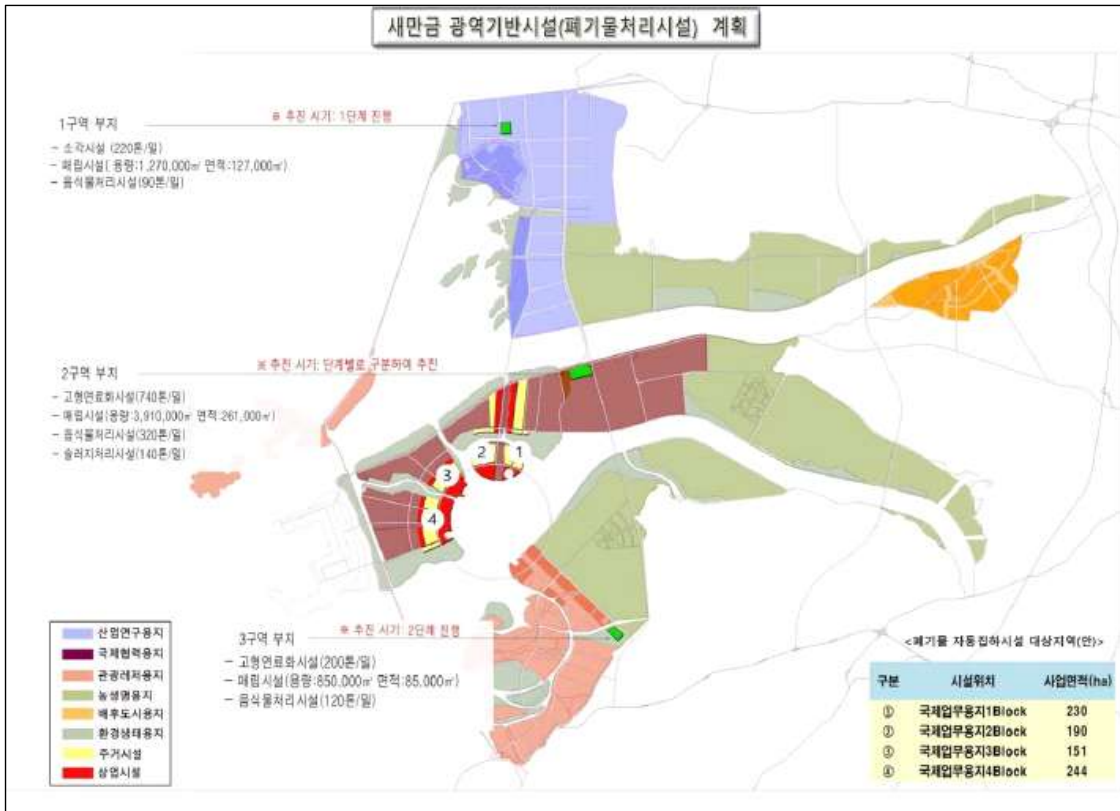 새만금 광역기반시설(폐기물처리시설) 계획
1구역 부지
※ 추진 시기: 1단계 진행
- 소각시설 (220톤/일)
- 매립시설( 용량:1,270,000㎥ 면적:127,000㎡)
- 음식물처리시설(90톤/일)
2구역 부지
※ 추진 시기: 단계별로 구분하여 추진
- 고형연료화시설(740톤/일)
- 매립시설(용량:3,910,000㎥ 면적:261,000㎡)
- 음식물처리시설(320톤/일)
- 슬러지처리시설(140톤/일)
2
1
3
4
3구역 부지
※ 추진 시기: 2단계 진행
- 고형연료화시설(200톤/일)
- 매립시설(용량:850,000㎥ 면적:85,000㎡)
- 음식물처리시설(120톤/일)
산업연구용지
국제협력용지
관광레저용지
농생명용지
배후도시용지
환경생태용지
주거시설
상업시설
<폐기물 자동집하시설 대상지역(안)>
구분 시설위치 사업면적(ha)
① 국제업무용지1Block 230
② 국제업무용지2Block 190
③ 국제업무용지3Block 151
④ 국제업무용지4Block 244